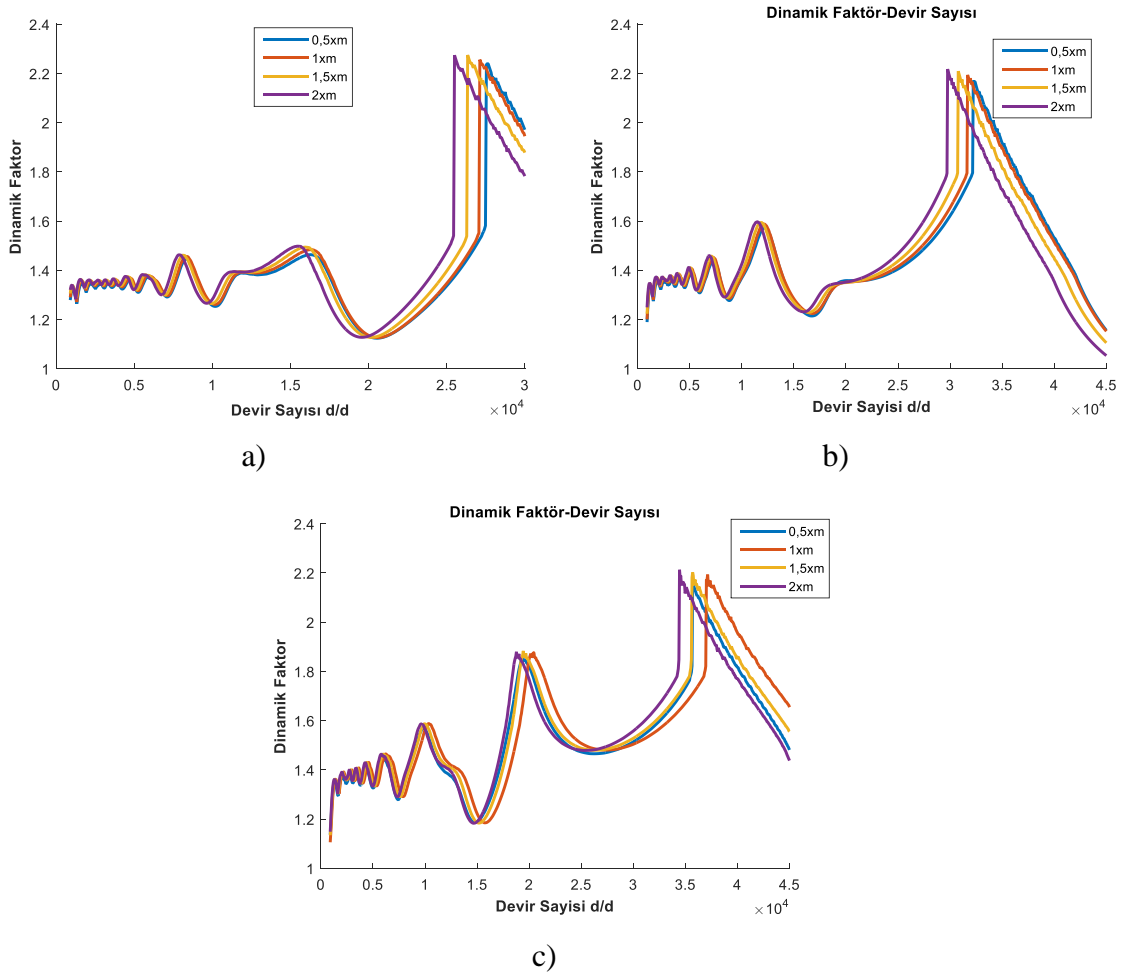 2.4
2.2
2
1.8
1.6
1.4
1.2
1
0,5xm
1xm
1,5xm
2xm
Dinamik Faktor
0 0.5 1 1.5 2 2.5 3
×10⁴
Devir Sayısı d/d
a)
Dinamik Faktör-Devir Sayısı
2.4
2.2
2
1.8
1.6
1.4
1.2
1
0,5xm
1xm
1,5xm
2xm
Dinamik Faktor
0 0.5 1 1.5 2 2.5 3 3.5 4 4.5
×10⁴
Devir Sayisi d/d
b)
Dinamik Faktör-Devir Sayısı
2.4
2.2
2
1.8
1.6
1.4
1.2
1
0,5xm
1xm
1,5xm
2xm
Dinamik Faktor
0 0.5 1 1.5 2 2.5 3 3.5 4 4.5
×10⁴
Devir Sayisi d/d
c)